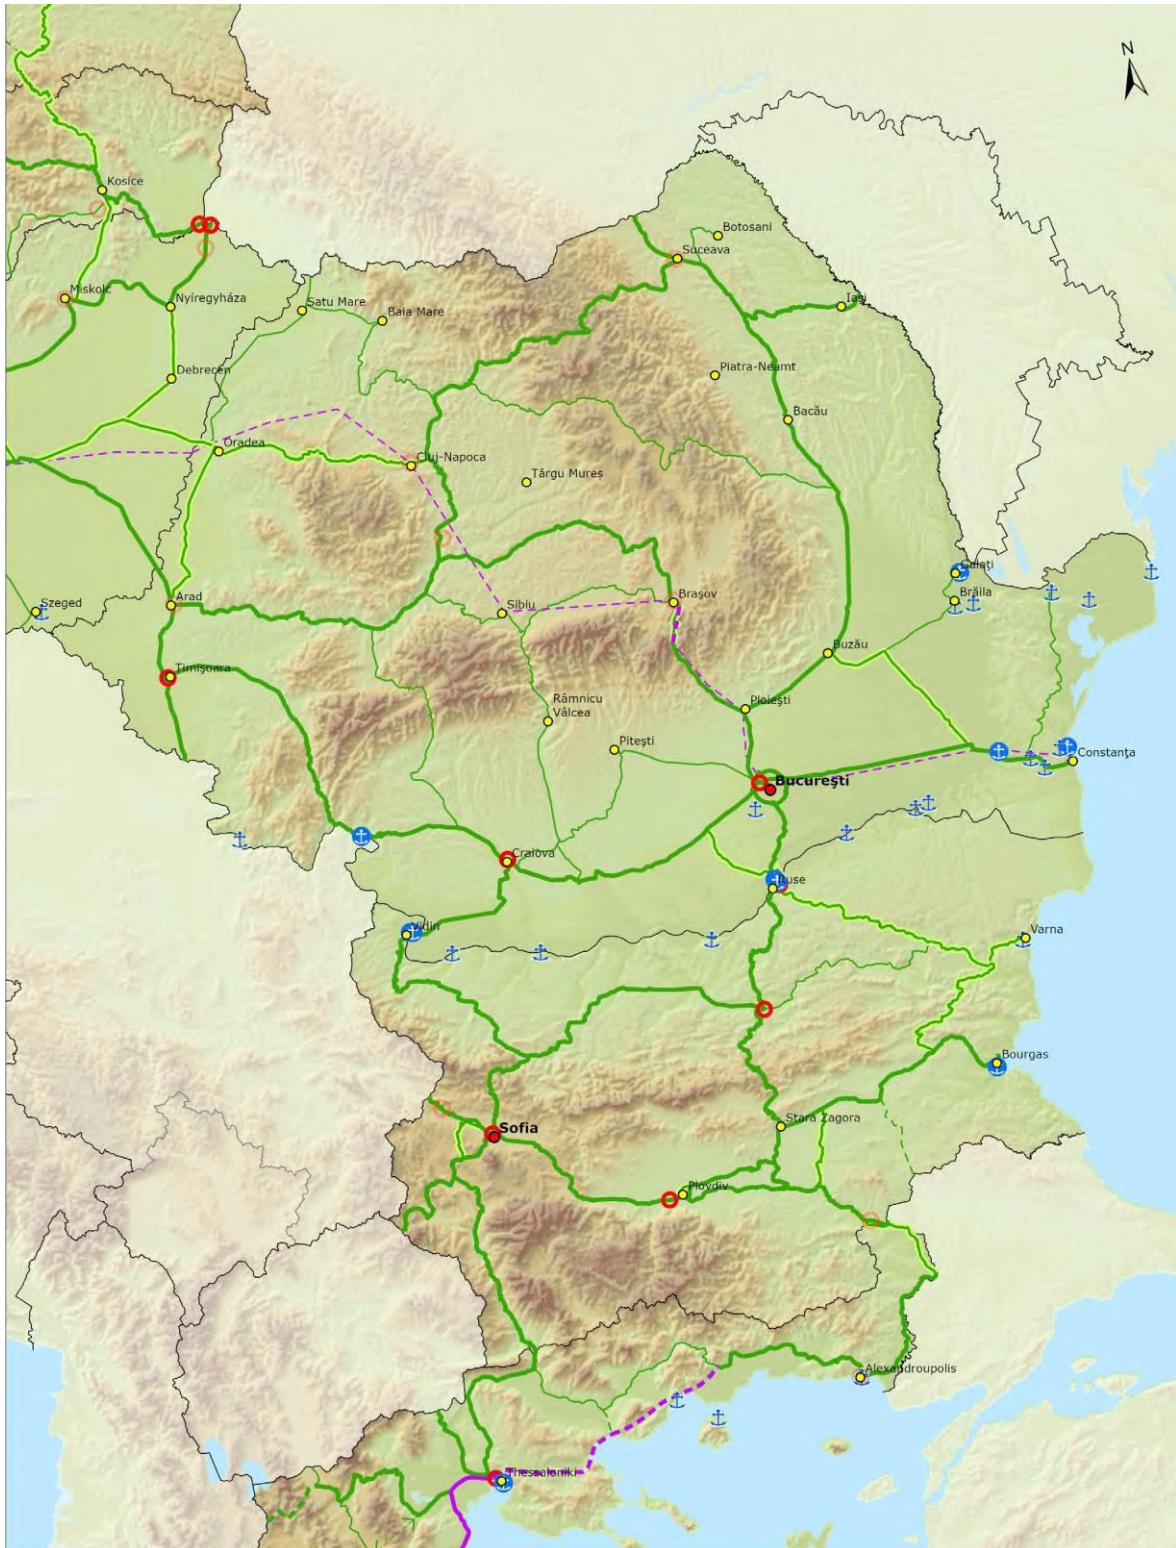 N
Kosice
Botosani
Suceava
Miskolc
Nyíregyháza
Satu Mare
Baia Mare
Iaşi
Debrecen
Piatra-Neamt
Bacău
Oradea
Cluj-Napoca
Târgu Mures
Galaţi
Brăila
Szeged
Arad
Sibiu
Braşov
Timişoara
Buzău
Râmnicu
Vâlcea
Ploieşti
Piteşti
Constanţa
Bucureşti
Craiova
Ruse
Vidin
Varna
Bourgas
Stara Zagora
Sofia
Plovdiv
Alexandroupolis
Thessaloniki